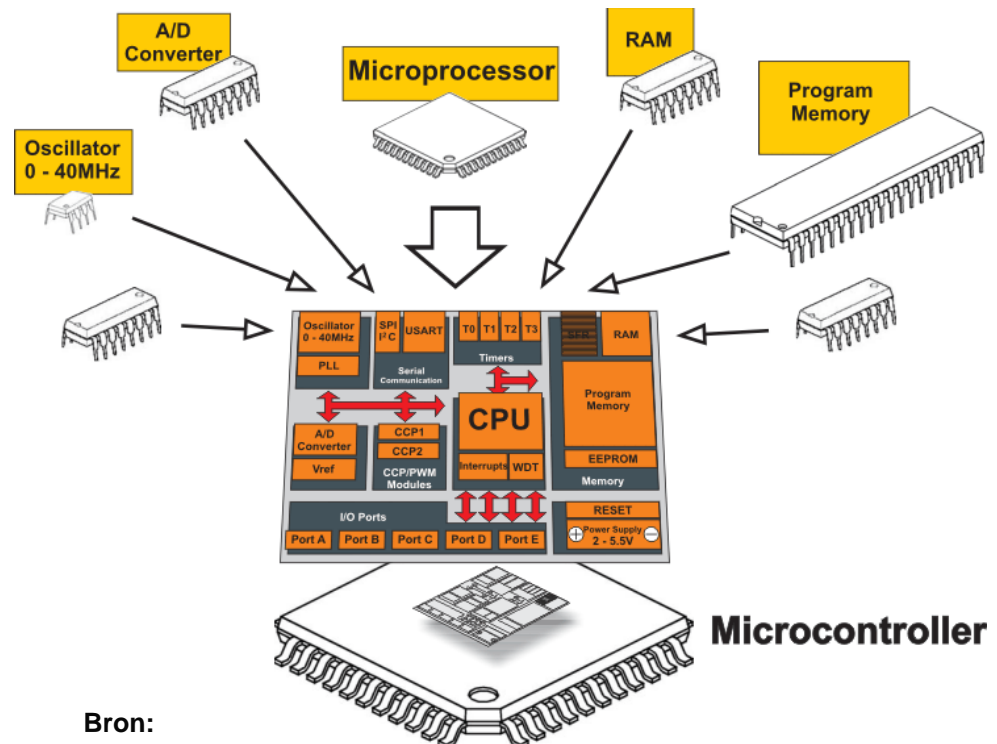 A/D
Converter
Microprocessor
RAM
Program
Memory
Oscillator
0 - 40MHz
Oscillator
0 - 40MHz
PLL
SPI
I²C
USART
Serial
Communication
T0 T1 T2 T3
Timers
SFR
RAM
Program
Memory
EEPROM
Memory
A/D
Converter
Vref
CCP1
CCP2
CCP/PWM
Modules
CPU
Interrupts WDT
I/O Ports
Port A Port B Port C Port D Port E
RESET
+ Power Supply -
2 - 5.5V
Microcontroller
Bron: